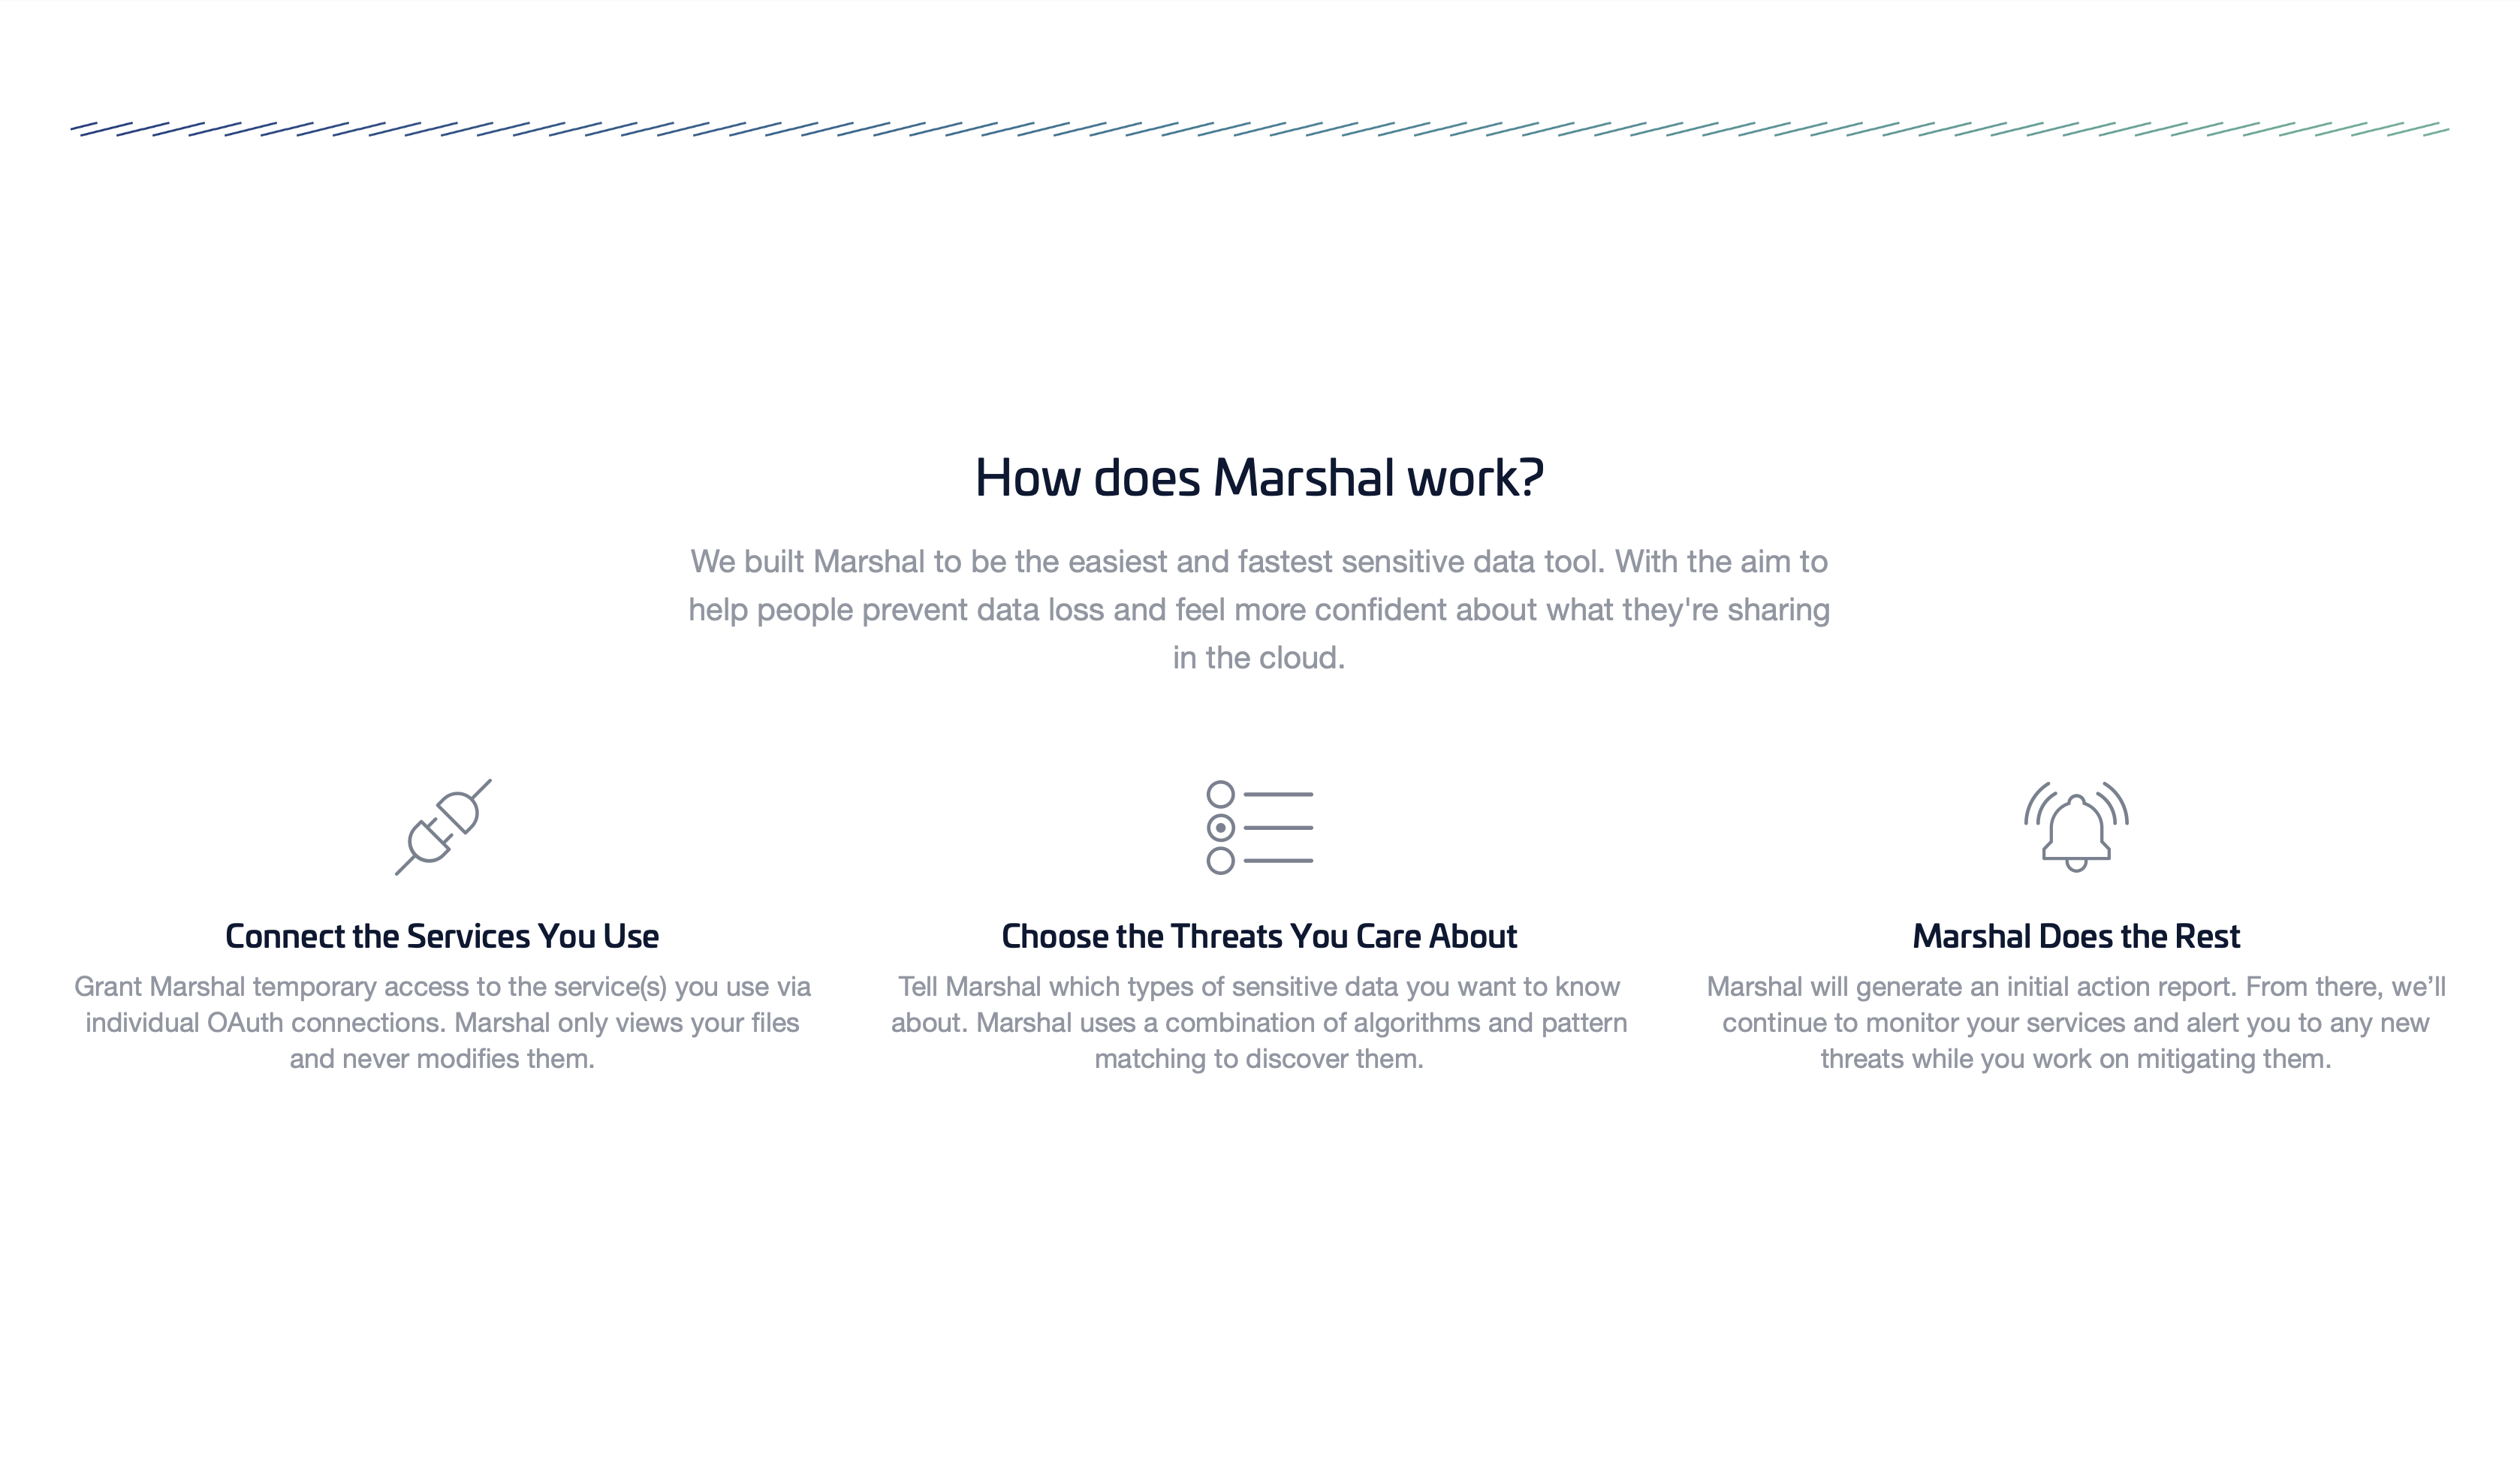 How does Marshal work?
We built Marshal to be the easiest and fastest sensitive data tool. With the aim to
help people prevent data loss and feel more confident about what they're sharing
in the cloud.
Connect the Services You Use
Grant Marshal temporary access to the service(s) you use via
individual OAuth connections. Marshal only views your files
and never modifies them.
Choose the Threats You Care About
Tell Marshal which types of sensitive data you want to know
about. Marshal uses a combination of algorithms and pattern
matching to discover them.
Marshal Does the Rest
Marshal will generate an initial action report. From there, we’ll
continue to monitor your services and alert you to any new
threats while you work on mitigating them.